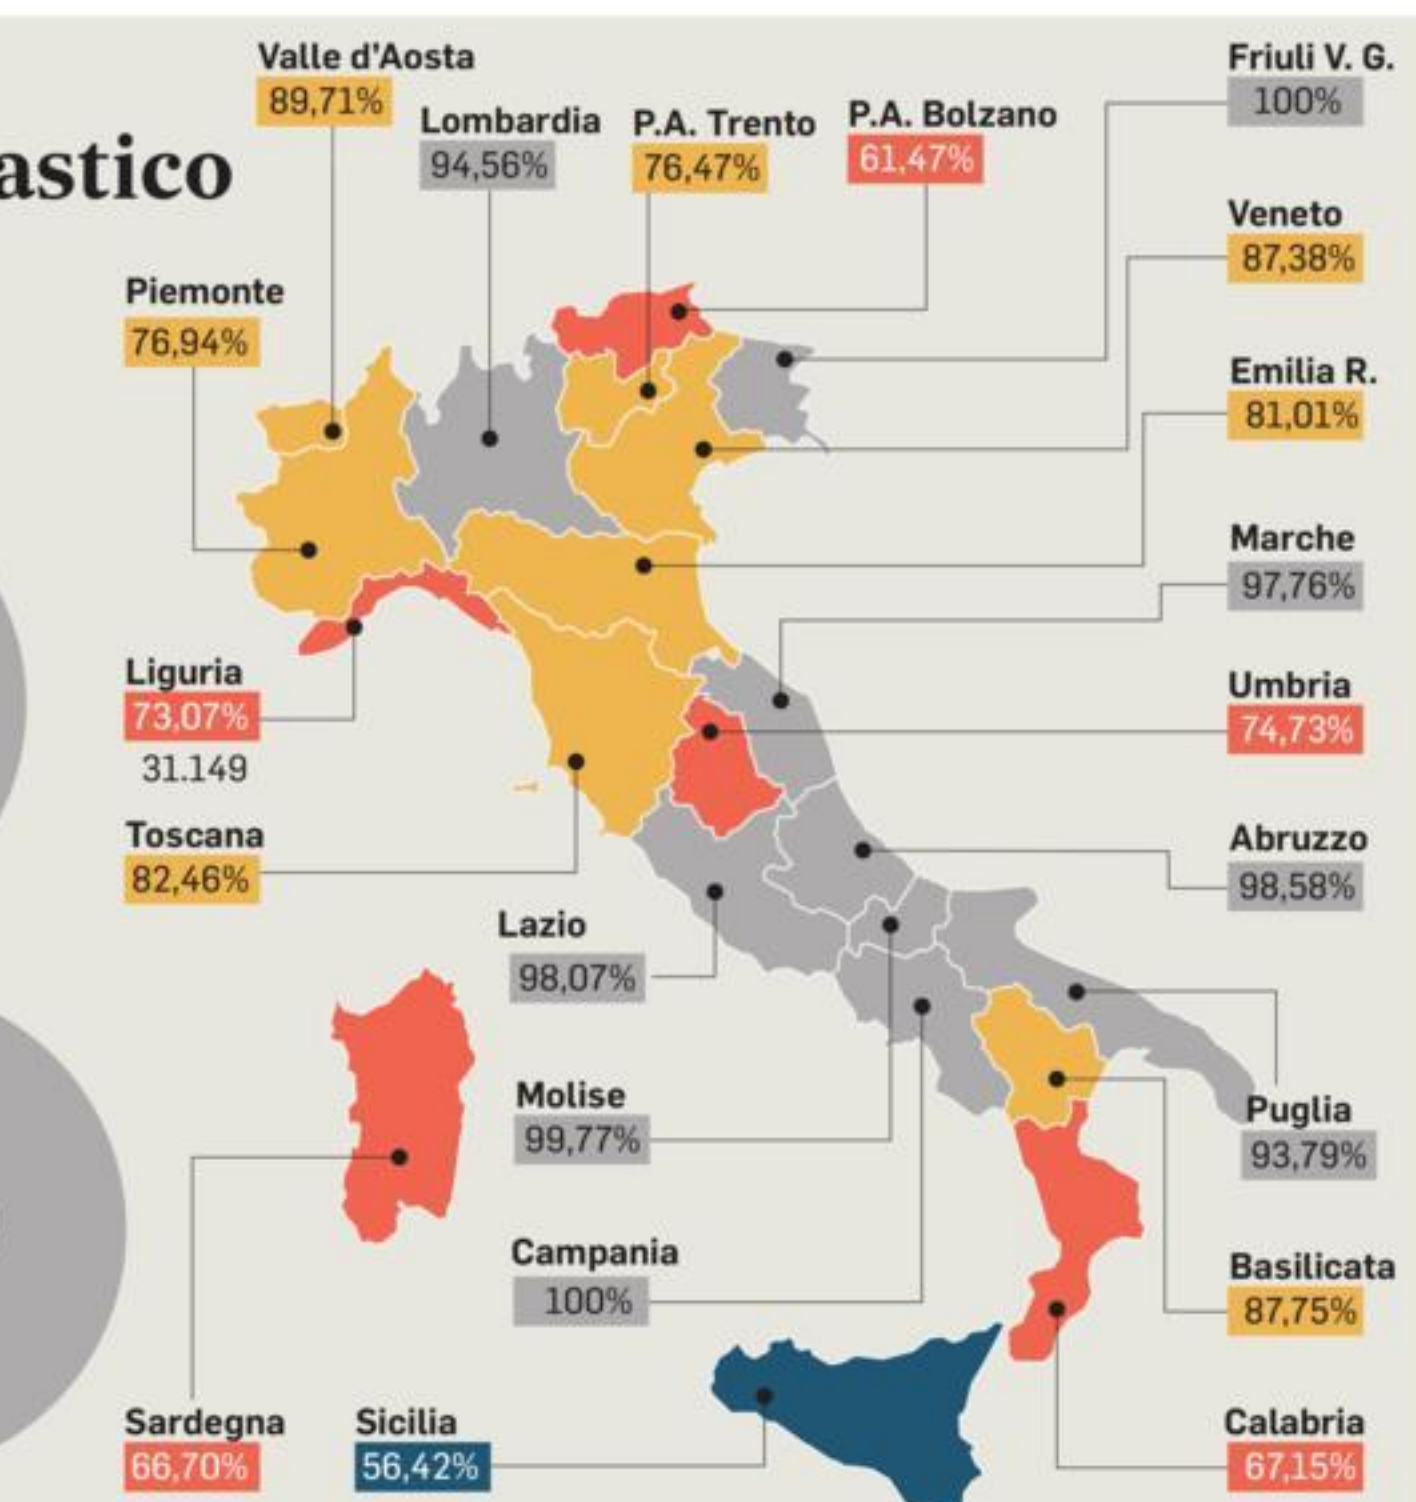 Valle d'Aosta
89,71%
Lombardia
94,56%
P.A. Trento
76,47%
P.A. Bolzano
61,47%
Friuli V. G.
100%
astico
Veneto
87,38%
Piemonte
76,94%
Emilia R.
81,01%
Marche
97,76%
Liguria
73,07%
31.149
Umbria
74,73%
Toscana
82,46%
Abruzzo
98,58%
Lazio
98,07%
Molise
99,77%
Puglia
93,79%
Campania
100%
Basilicata
87,75%
Sardegna
66,70%
Sicilia
56,42%
Calabria
67,15%